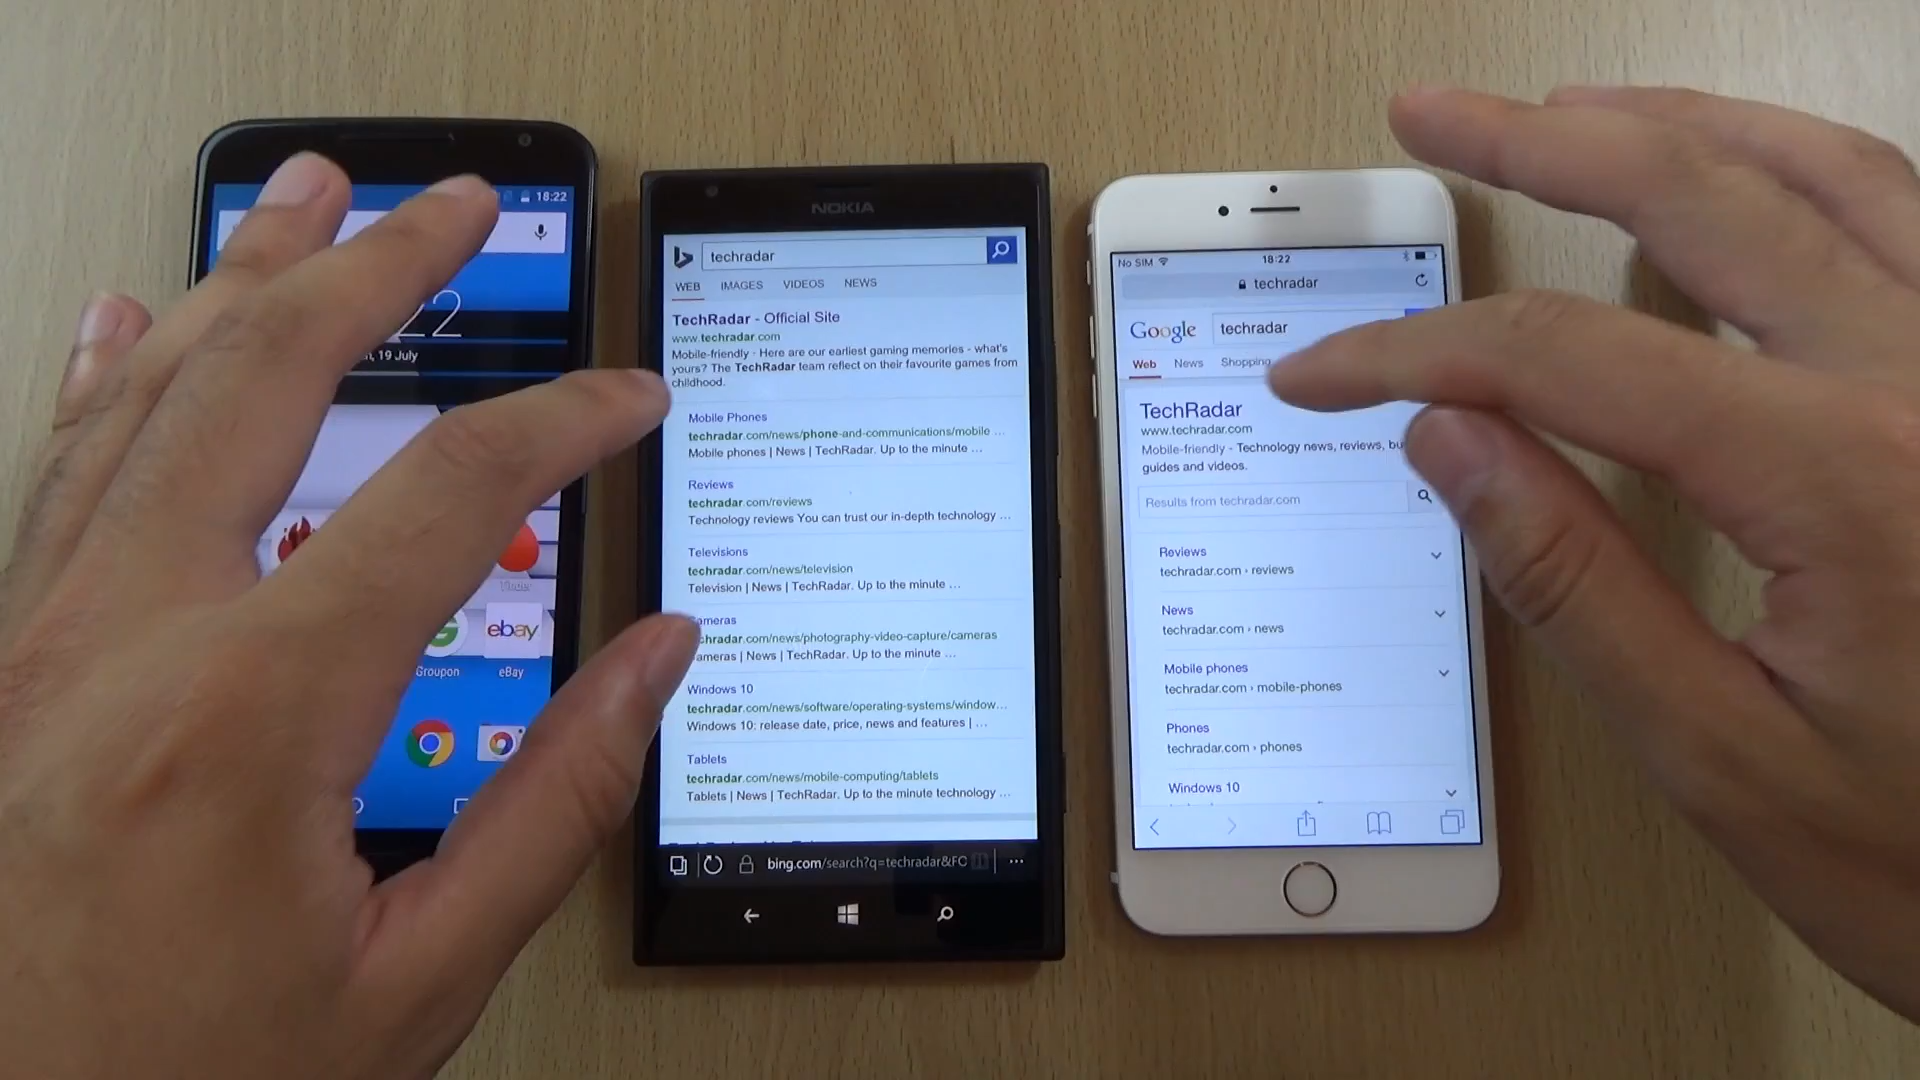 18:22
22
19 July
Groupon
eBay
ebay
NOKIA
techradar
WEB IMAGES VIDEOS NEWS
TechRadar - Official Site
www.techradar.com
Mobile-friendly · Here are our earliest gaming memories - what's
yours? The TechRadar team reflect on their favourite games from
childhood.
Mobile Phones
techradar.com/news/phone-and-communications/mobile ...
Mobile phones | News | TechRadar. Up to the minute ...
Reviews
techradar.com/reviews
Technology reviews You can trust our in-depth technology ...
Televisions
techradar.com/news/television
Television | News | TechRadar. Up to the minute ...
ameras
chradar.com/news/photography-video-capture/cameras
ameras | News | TechRadar. Up to the minute ...
Windows 10
techradar.com/news/software/operating-systems/window...
Windows 10: release date, price, news and features | ...
Tablets
techradar.com/news/mobile-computing/tablets
Tablets | News | TechRadar. Up to the minute technology ...
bing.com/search?q=techradar&FC
No SIM 18:22
techradar
Google techradar
Web News Shopping
TechRadar
www.techradar.com
Mobile-friendly - Technology news, reviews, bu
guides and videos.
Results from techradar.com
Reviews
techradar.com › reviews
News
techradar.com › news
Mobile phones
techradar.com › mobile-phones
Phones
techradar.com › phones
Windows 10